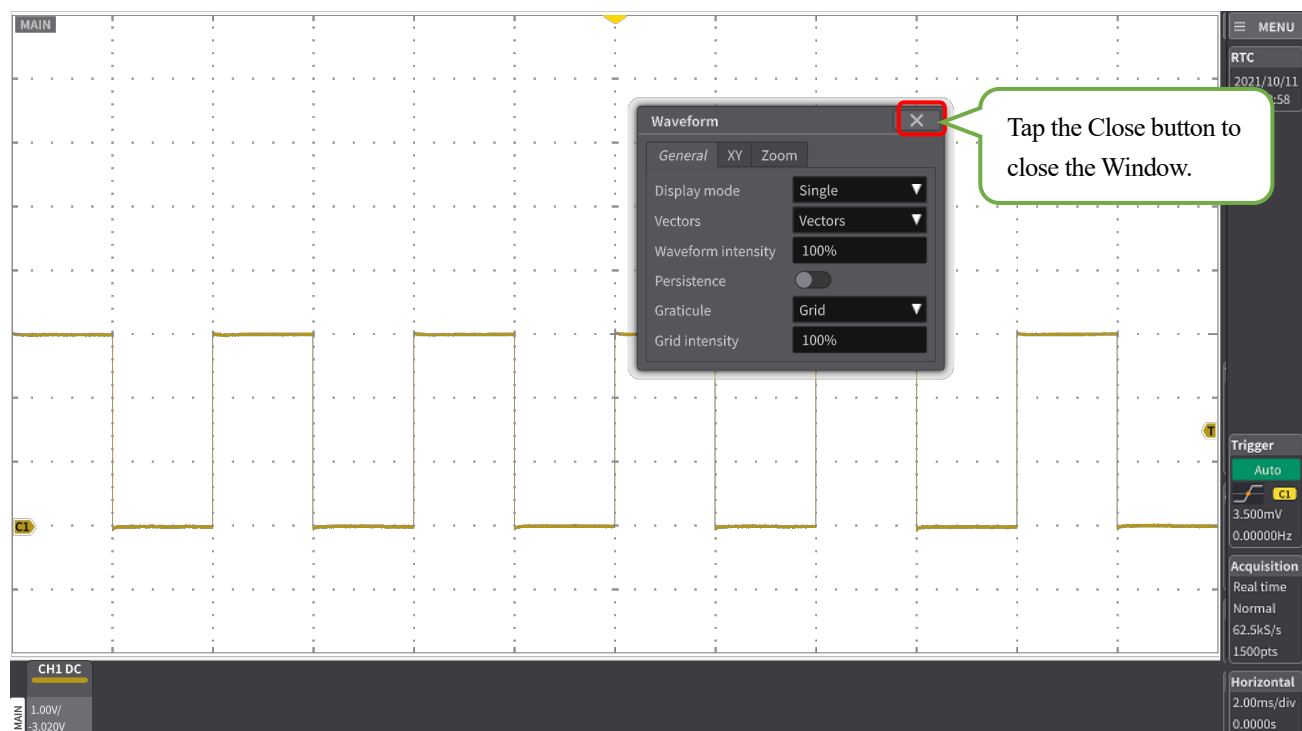 MAIN
MENU
RTC
2021/10/11
:58
Waveform
Tap the Close button to
close the Window.
General XY Zoom
Display mode Single
Vectors Vectors
Waveform intensity 100%
Persistence
Graticule Grid
Grid intensity 100%
T
Trigger
Auto
C1
3.500mV
0.00000Hz
C1
Acquisition
Real time
Normal
62.5kS/s
1500pts
CH1 DC
Horizontal
MAIN
1.00V/
2.00ms/div
-3.020V
0.0000s